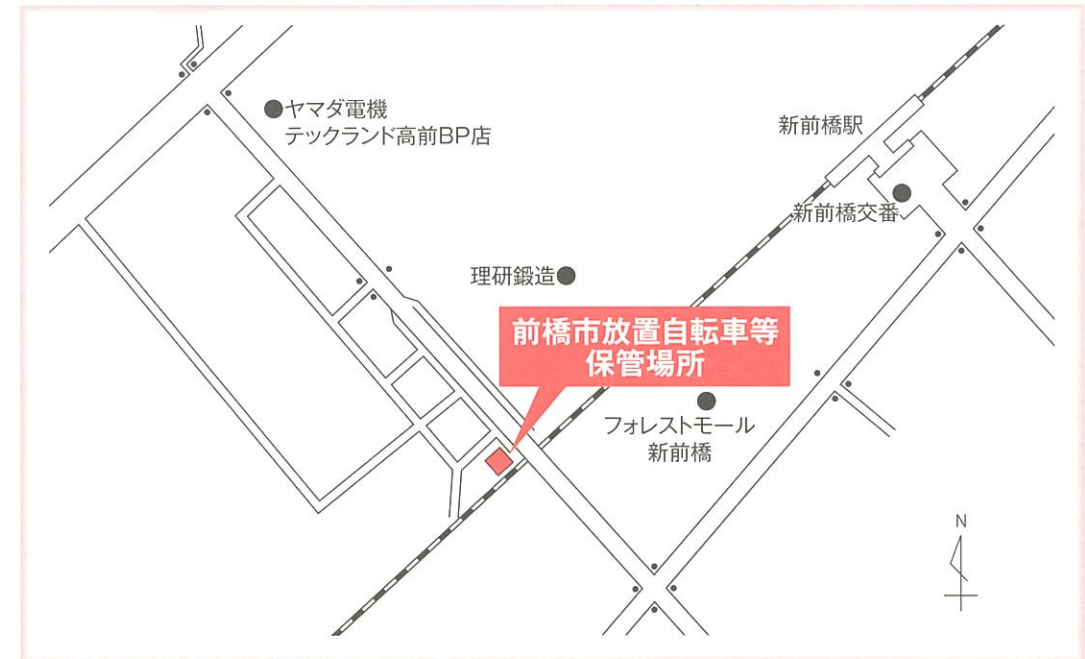 ヤマダ電機
テックランド高前BP店
新前橋駅
新前橋交番
理研鍛造
前橋市放置自転車等
保管場所
フォレストモール
新前橋
N